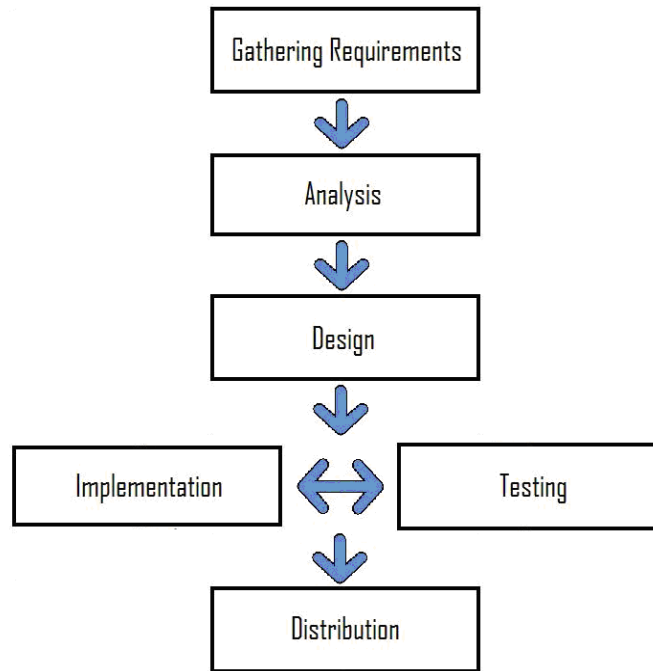 Gathering Requirements
Analysis
Design
Implementation
Testing
Distribution